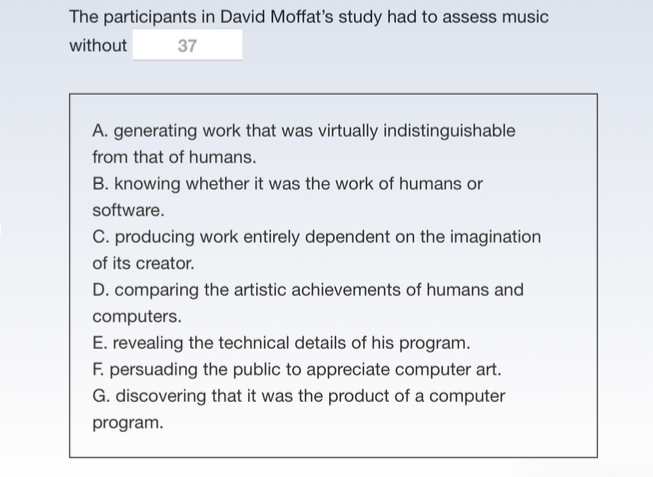 The participants in David Moffat's study had to assess music
without 37
A. generating work that was virtually indistinguishable
from that of humans.
B. knowing whether it was the work of humans or
software.
C. producing work entirely dependent on the imagination
of its creator.
D. comparing the artistic achievements of humans and
computers.
E. revealing the technical details of his program.
F. persuading the public to appreciate computer art.
G. discovering that it was the product of a computer
program.